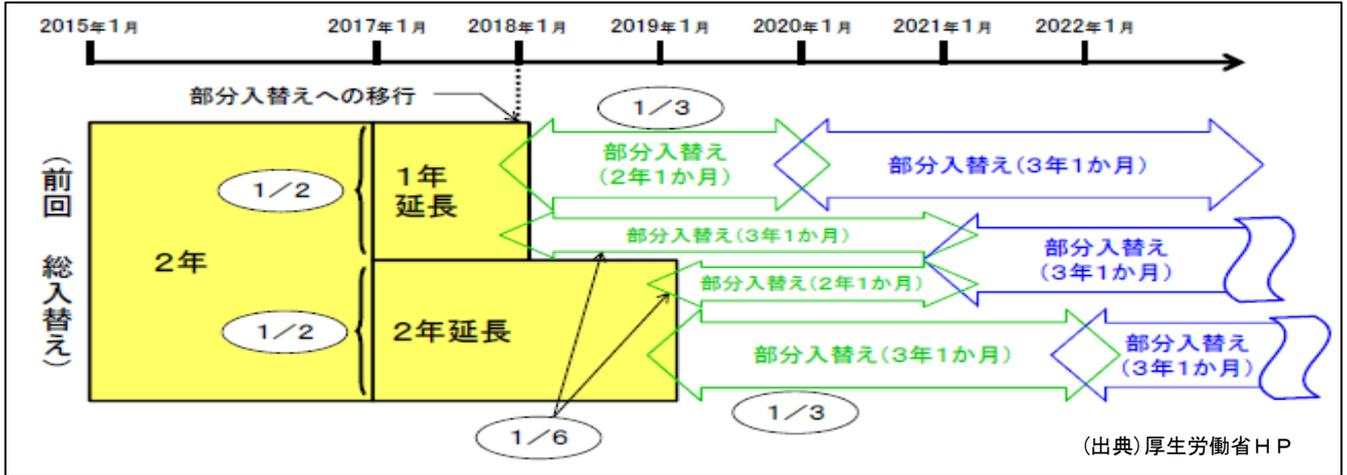 2015年1月 2017年1月 2018年1月 2019年1月 2020年1月 2021年1月 2022年1月
部分入替えへの移行
1/3
(前回 総入替え)
2年
1/2
1年
延長
部分入替え
(2年1か月)
部分入替え(3年1か月)
部分入替え(3年1か月)
部分入替え
(3年1か月)
部分入替え(2年1か月)
1/2
2年延長
部分入替え(3年1か月)
部分入替え
(3年1か月)
1/3
1/6
(出典)厚生労働省HP